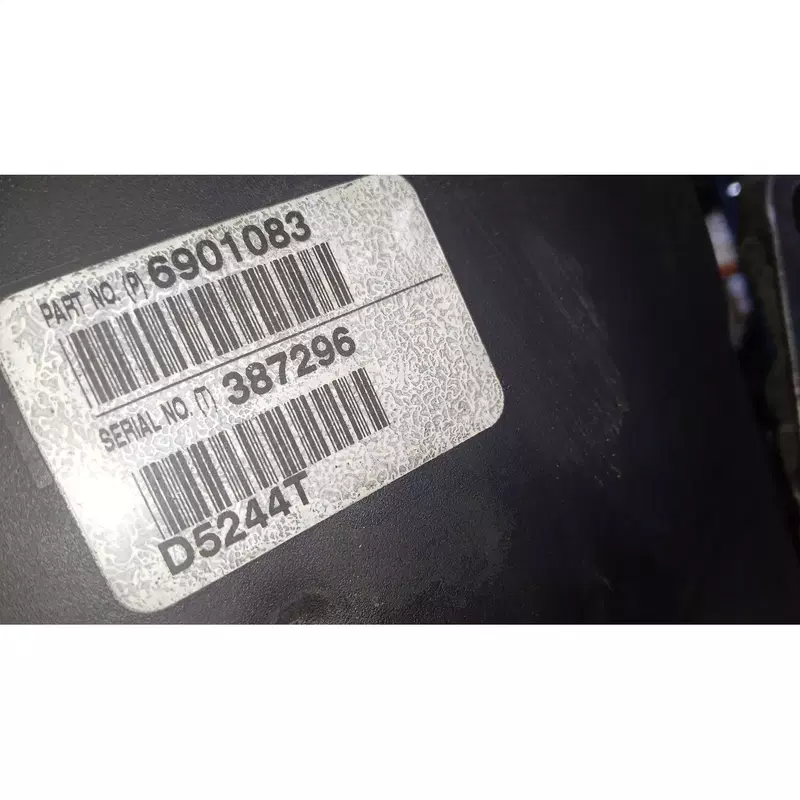 PART NO. (P) 6901083
SERIAL NO. (T) 387296
D5244T